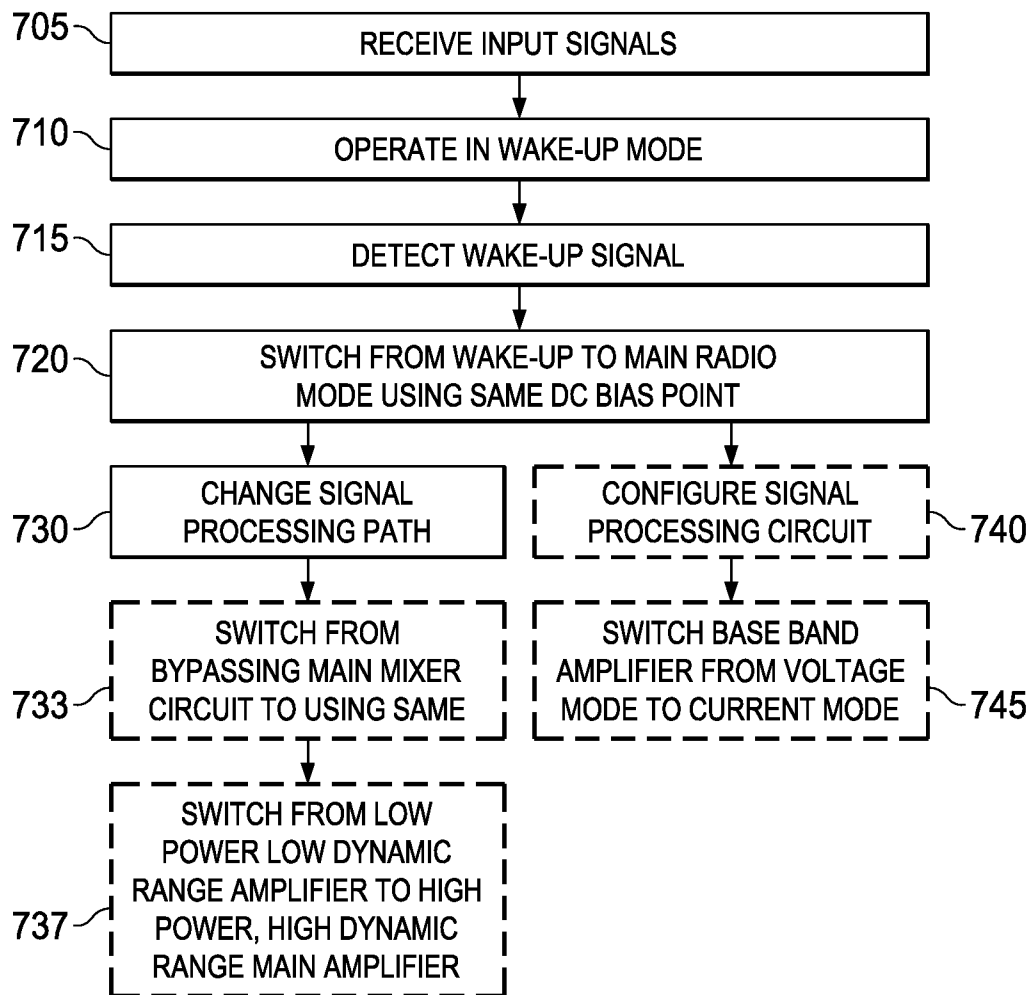 705
RECEIVE INPUT SIGNALS
710
OPERATE IN WAKE-UP MODE
715
DETECT WAKE-UP SIGNAL
720
SWITCH FROM WAKE-UP TO MAIN RADIO
MODE USING SAME DC BIAS POINT
730
CHANGE SIGNAL
PROCESSING PATH
CONFIGURE SIGNAL
PROCESSING CIRCUIT
740
733
SWITCH FROM
BYPASSING MAIN MIXER
CIRCUIT TO USING SAME
SWITCH BASE BAND
AMPLIFIER FROM VOLTAGE
MODE TO CURRENT MODE
745
737
SWITCH FROM LOW
POWER LOW DYNAMIC
RANGE AMPLIFIER TO HIGH
POWER, HIGH DYNAMIC
RANGE MAIN AMPLIFIER